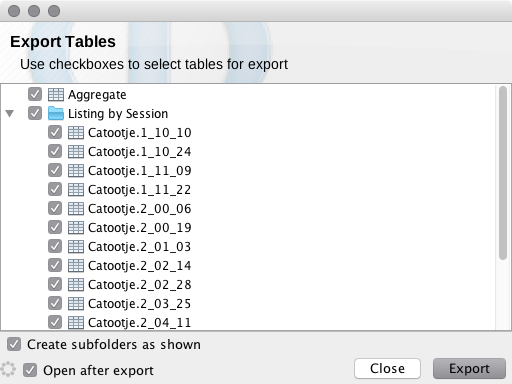 Export Tables
Use checkboxes to select tables for export
Aggregate
Listing by Session
Catootje.1_10_10
Catootje.1_10_24
Catootje.1_11_09
Catootje.1_11_22
Catootje.2_00_06
Catootje.2_00_19
Catootje.2_01_03
Catootje.2_02_14
Catootje.2_02_28
Catootje.2_03_25
Catootje.2_04_11
Create subfolders as shown
Open after export
Close
Export